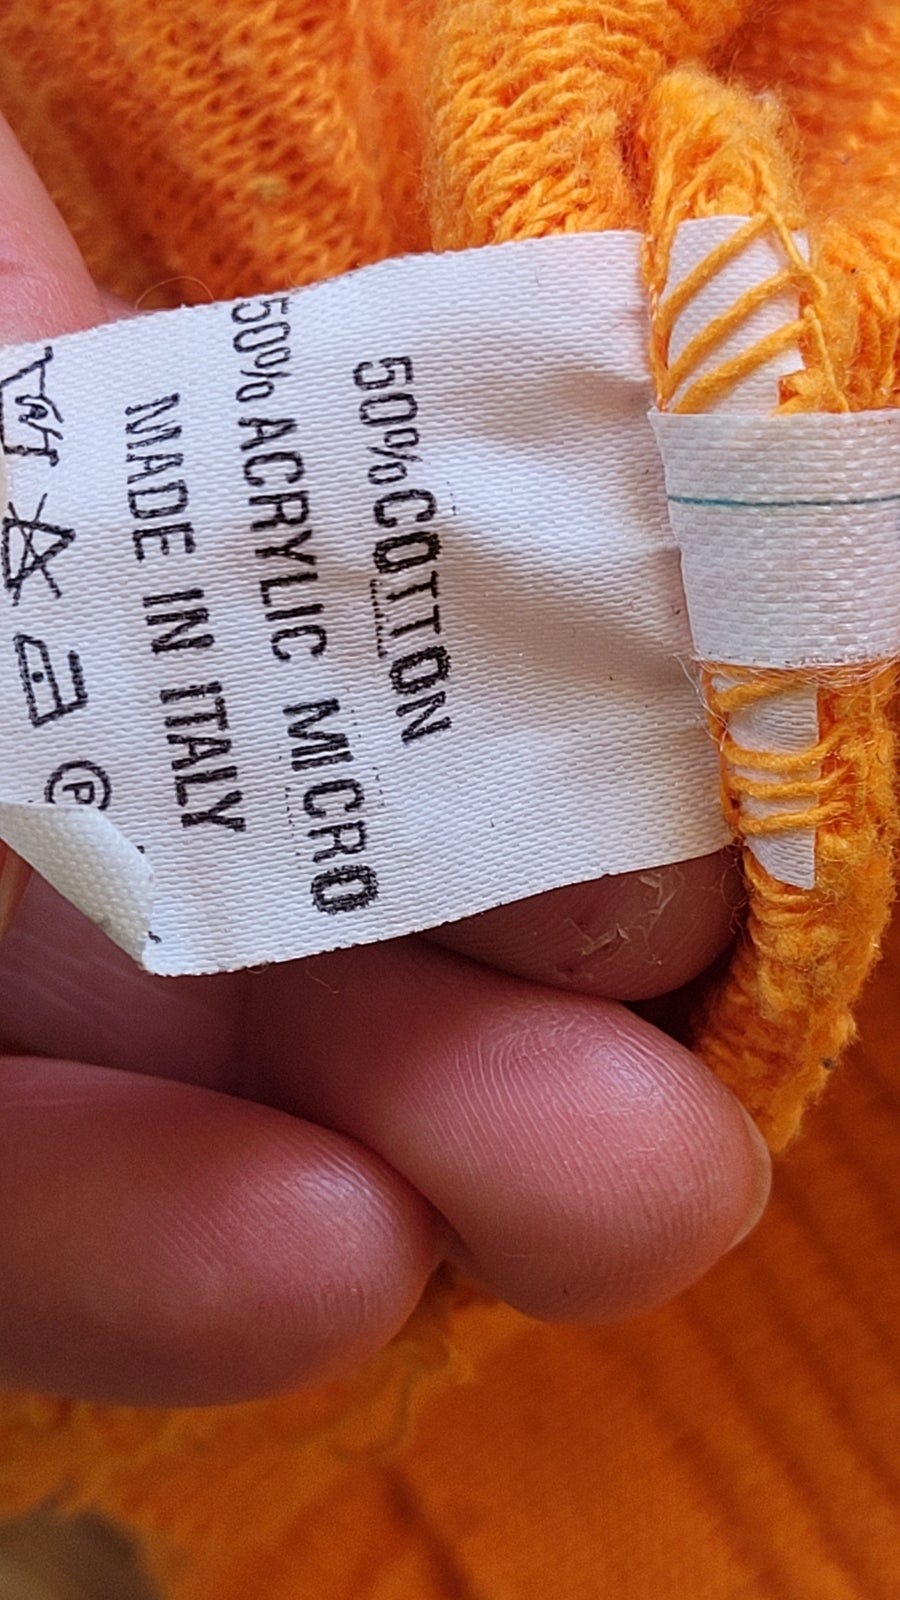 50%COTTON
50% ACRYLIC MICRO
MADE IN ITALY
P